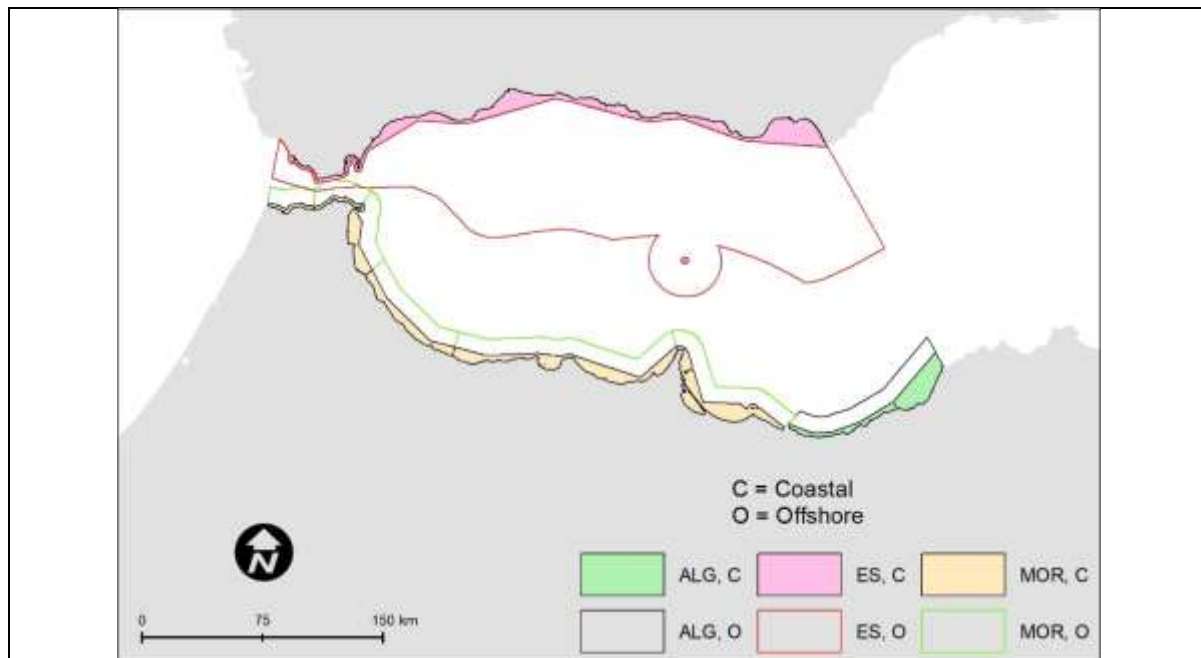 C = Coastal
O = Offshore
N
ALG, C ES, C MOR, C
0 75 150 km
ALG, O ES, O MOR, O